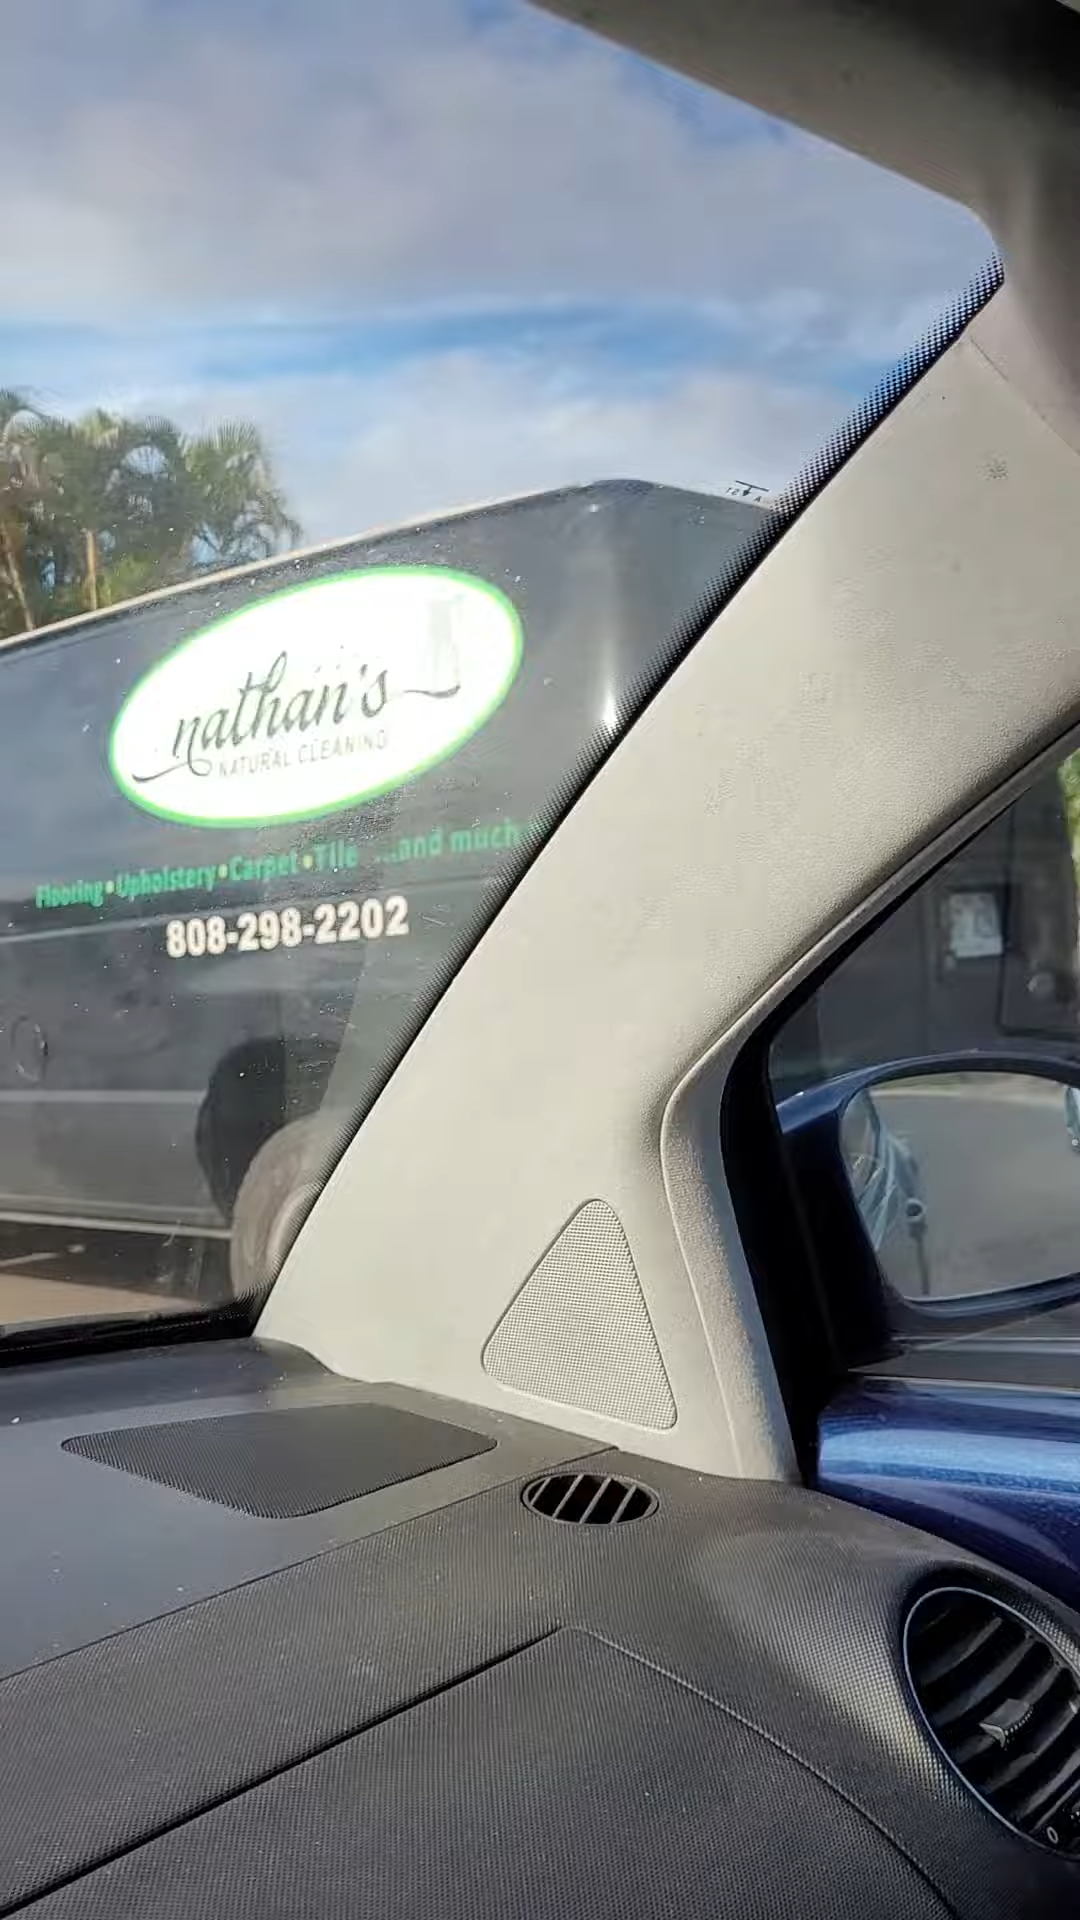 nathan's
NATURAL CLEANING
Flooring • Upholstery • Carpet • Tile ...and much
808-298-2202